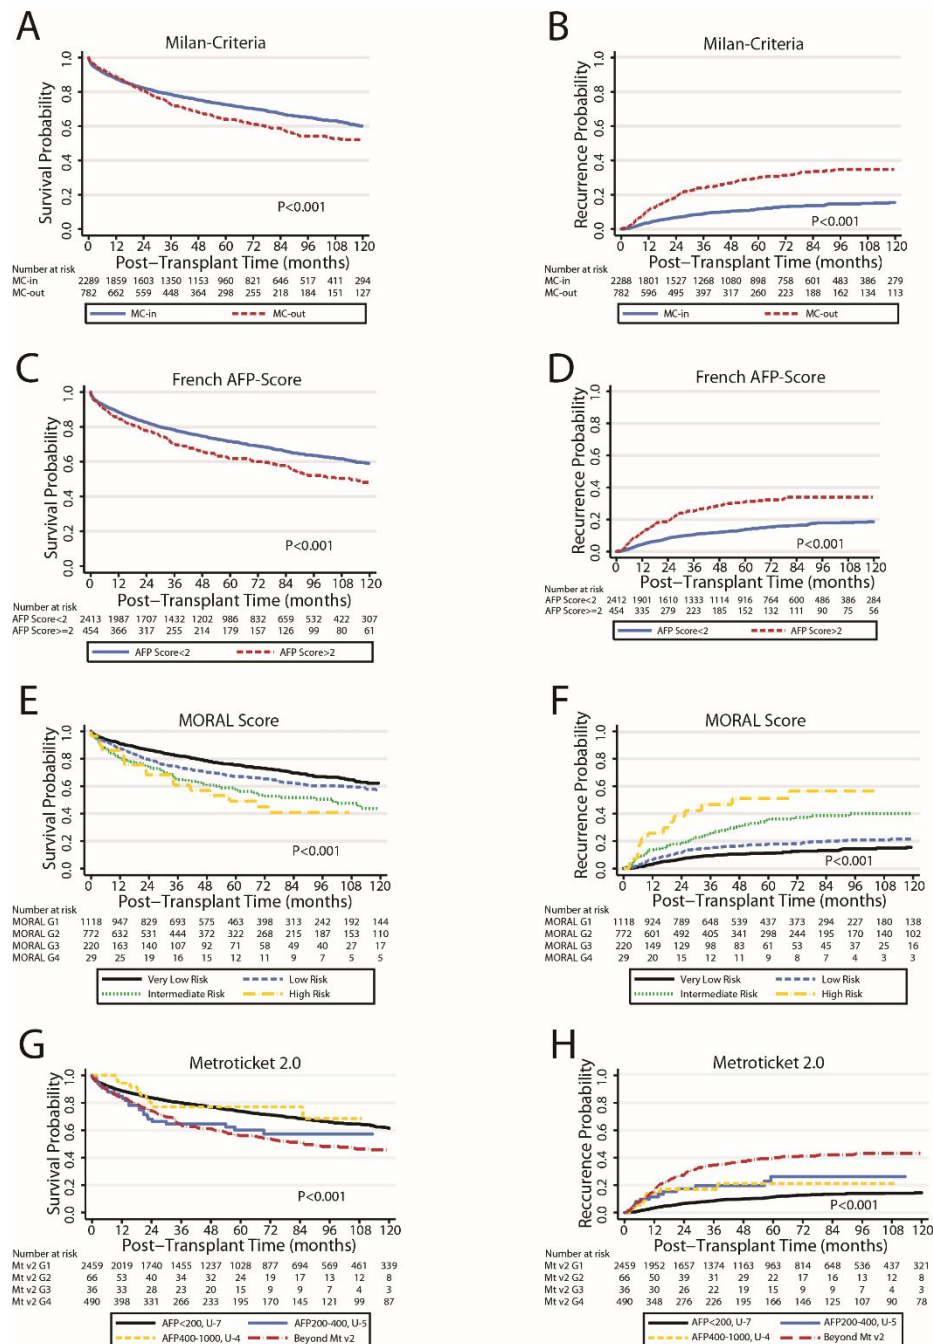 A
Milan-Criteria
Survival Probability
1.0
0.8
0.6
0.4
0.2
0.0
P<0.001
0 12 24 36 48 60 72 84 96 108 120
Post-Transplant Time (months)
Number at risk
MC-in 2289 1859 1603 1350 1153 960 821 646 517 411 294
MC-out 782 662 559 448 364 298 255 218 184 151 127
MC-in MC-out
B
Milan-Criteria
Recurrence Probability
1.0
0.8
0.6
0.4
0.2
0.0
P<0.001
0 12 24 36 48 60 72 84 96 108 120
Post-Transplant Time (months)
Number at risk
MC-in 2288 1801 1527 1268 1080 898 758 601 483 386 279
MC-out 782 596 495 397 317 260 223 188 162 134 113
MC-in MC-out
C
French AFP-Score
Survival Probability
1.0
0.8
0.6
0.4
0.2
0.0
P<0.001
0 12 24 36 48 60 72 84 96 108 120
Post-Transplant Time (months)
Number at risk
AFP Score<2 2413 1987 1707 1432 1202 986 832 659 532 422 307
AFP Score>=2 454 366 317 255 214 179 157 126 99 80 61
AFP Score<2 AFP Score>2
D
French AFP-Score
Recurrence Probability
1.0
0.8
0.6
0.4
0.2
0.0
P<0.001
0 12 24 36 48 60 72 84 96 108 120
Post-Transplant Time (months)
Number at risk
AFP Score<2 2412 1901 1610 1333 1114 916 764 600 486 386 284
AFP Score>=2 454 335 279 223 185 152 132 111 90 75 56
AFP Score<2 AFP Score>2
E
MORAL Score
Survival Probability
1.0
0.8
0.6
0.4
0.2
0.0
P<0.001
0 12 24 36 48 60 72 84 96 108 120
Post-Transplant Time (months)
Number at risk
MORAL G1 1118 947 829 693 575 463 398 313 242 192 144
MORAL G2 772 632 531 444 372 322 268 215 187 153 110
MORAL G3 220 163 140 107 92 71 58 49 40 27 17
MORAL G4 29 25 19 16 15 12 11 9 7 5 5
Very Low Risk Low Risk
Intermediate Risk High Risk
F
MORAL Score
Recurrence Probability
1.0
0.8
0.6
0.4
0.2
0.0
P<0.001
0 12 24 36 48 60 72 84 96 108 120
Post-Transplant Time (months)
Number at risk
MORAL G1 1118 924 789 648 539 437 373 294 227 180 138
MORAL G2 772 601 492 405 341 298 244 195 170 140 102
MORAL G3 220 149 129 98 83 61 53 45 37 25 16
MORAL G4 29 20 15 12 11 9 8 7 4 3 3
Very Low Risk Low Risk
Intermediate Risk High Risk
G
Metroticket 2.0
Survival Probability
1.0
0.8
0.6
0.4
0.2
0.0
P<0.001
0 12 24 36 48 60 72 84 96 108 120
Post-Transplant Time (months)
Number at risk
Mt v2 G1 2459 2019 1740 1455 1237 1028 877 694 569 461 339
Mt v2 G2 66 53 40 34 32 24 19 17 13 12 8
Mt v2 G3 36 33 28 23 20 15 9 9 7 4 3
Mt v2 G4 490 398 331 266 233 195 170 145 121 99 87
AFP<200, U-7 AFP200-400, U-5
AFP400-1000, U-4 Beyond Mt v2
H
Metroticket 2.0
Recurrence Probability
1.0
0.8
0.6
0.4
0.2
0.0
P<0.001
0 12 24 36 48 60 72 84 96 108 120
Post-Transplant Time (months)
Number at risk
Mt v2 G1 2459 1952 1657 1374 1163 963 814 648 536 437 321
Mt v2 G2 66 50 39 31 29 22 17 16 13 12 8
Mt v2 G3 36 30 26 22 19 15 9 9 7 4 3
Mt v2 G4 490 348 276 226 195 166 146 125 107 90 78
AFP<200, U-7 AFP200-400, U-5
AFP400-1000, U-4 Beyond Mt v2